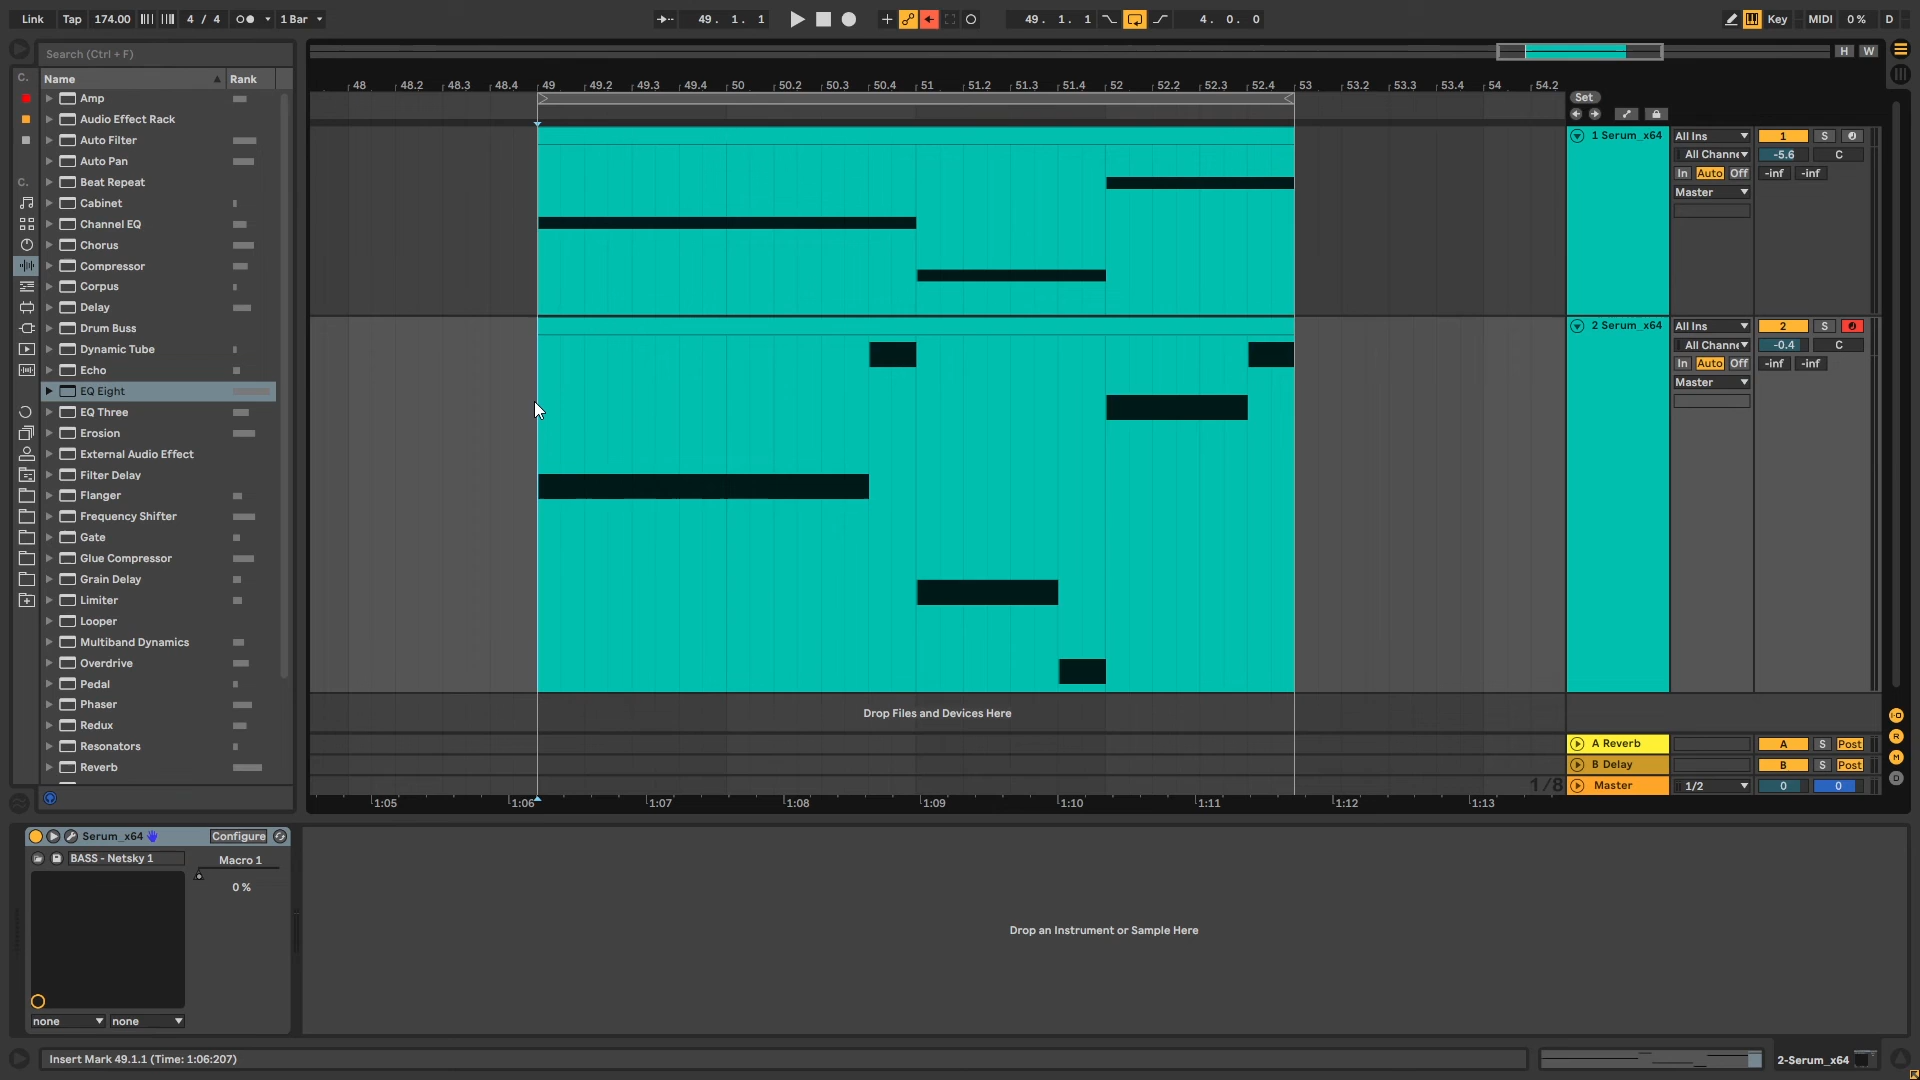 Link Tap 174.00 4 / 4 1 Bar 49. 1. 1 49. 1. 1 4. 0. 0 Key MIDI 0 % D
Search (Ctrl + F)
H W
C. Name Rank
48 48.2 48.3 48.4 49 49.2 49.3 49.4 50 50.2 50.3 50.4 51 51.2 51.3 51.4 52 52.2 52.3 52.4 53 53.2 53.3 53.4 54 54.2
Set
Amp
Audio Effect Rack
Auto Filter
Auto Pan
Beat Repeat
C.
Cabinet
Channel EQ
Chorus
Compressor
Corpus
Delay
Drum Buss
Dynamic Tube
Echo
EQ Eight
EQ Three
Erosion
External Audio Effect
Filter Delay
Flanger
Frequency Shifter
Gate
Glue Compressor
Grain Delay
Limiter
Looper
Multiband Dynamics
Overdrive
Pedal
Phaser
Redux
Resonators
Reverb
1 Serum_x64 All Ins 1 S
All Channe -5.6 C
In Auto Off -inf -inf
Master
2 Serum_x64 All Ins 2 S
All Channe -0.4 C
In Auto Off -inf -inf
Master
Drop Files and Devices Here
A Reverb A S Post
B Delay B S Post
1/8 Master 1/2 0 0
1:05 1:06 1:07 1:08 1:09 1:10 1:11 1:12 1:13
I-O
R
M
D
Serum_x64 Configure
BASS - Netsky 1 Macro 1
0 %
none none
Drop an Instrument or Sample Here
Insert Mark 49.1.1 (Time: 1:06:207)
2-Serum_x64